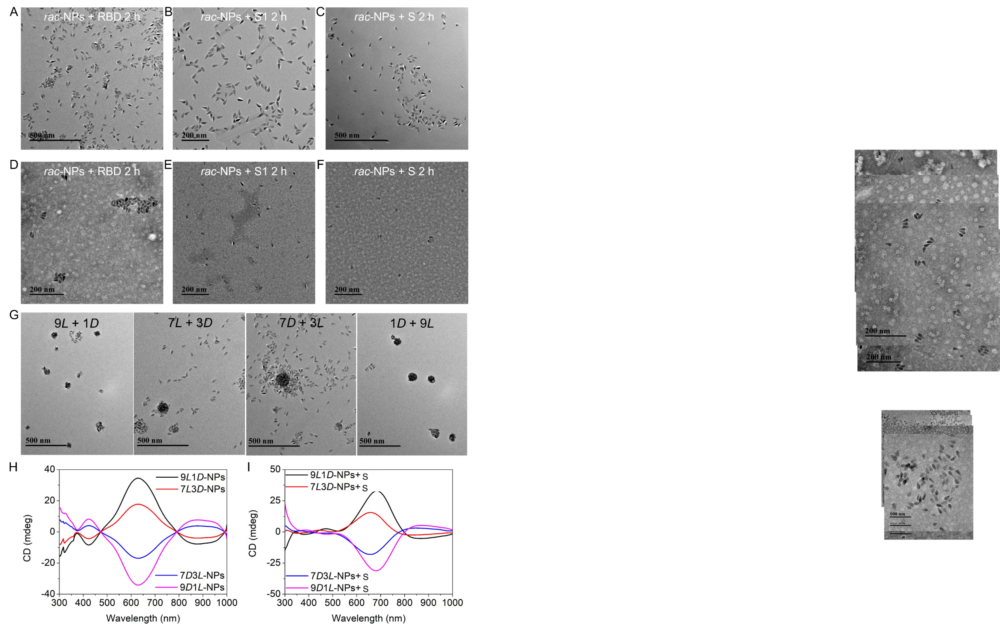 A
rac-NPs + RBD 2 h
500 nm
B
rac-NPs + S1 2 h
200 nm
C
rac-NPs + S 2 h
500 nm
D
rac-NPs + RBD 2 h
200 nm
E
rac-NPs + S1 2 h
200 nm
F
rac-NPs + S 2 h
200 nm
200 nm
200 nm
G
9L + 1D
500 nm
7L + 3D
500 nm
7D + 3L
500 nm
1D + 9L
500 nm
100 nm
H
CD (mdeg)
40
20
0
-20
-40
9L1D-NPs
7L3D-NPs
7D3L-NPs
9D1L-NPs
300 400 500 600 700 800 900 1000
Wavelength (nm)
I
CD (mdeg)
50
25
0
-25
-50
9L1D-NPs+ S
7L3D-NPs+ S
7D3L-NPs+ S
9D1L-NPs+ S
300 400 500 600 700 800 900 1000
Wavelength (nm)